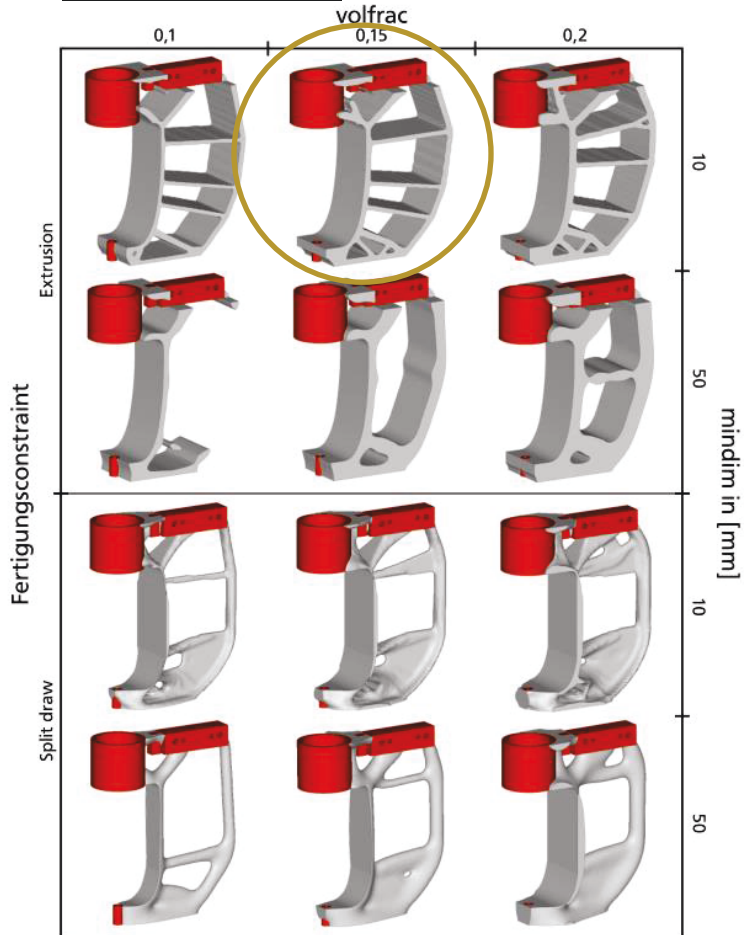 volfrac
0,1
0,15
0,2
Fertigungsconstraint
Extrusion
10
50
Split draw
10
50
mindim in [mm]